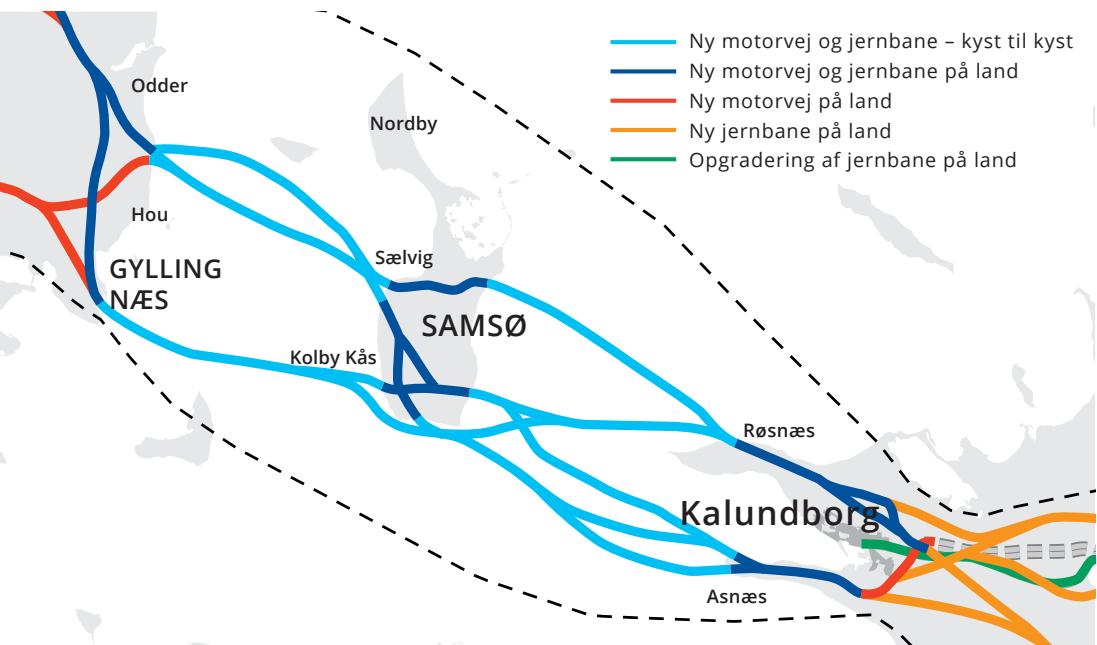 Ny motorvej og jernbane – kyst til kyst
Ny motorvej og jernbane på land
Ny motorvej på land
Ny jernbane på land
Opgradering af jernbane på land
Odder
Nordby
Hou
Sælvig
GYLLING
NÆS
SAMSØ
Kolby Kås
Røsnæs
Kalundborg
Asnæs